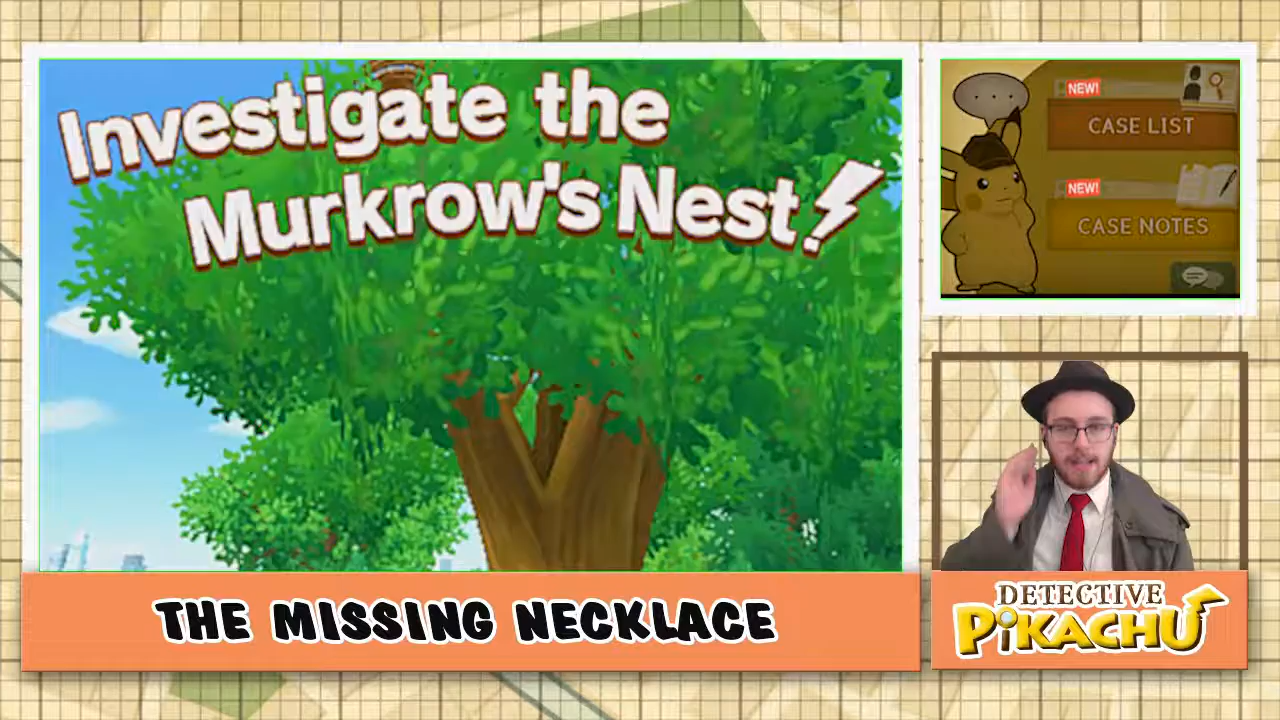 Investigate the
Murkrow's Nest!
NEW!
CASE LIST
NEW!
CASE NOTES
THE MISSING NECKLACE
DETECTIVE
PiKACHU